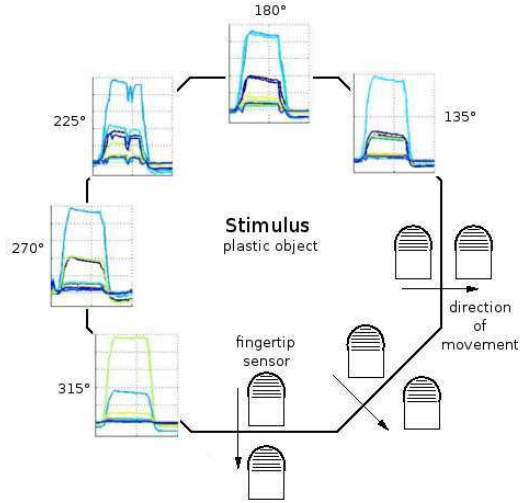 180°
225°
135°
Stimulus
plastic object
270°
direction
of
movement
fingertip
sensor
315°